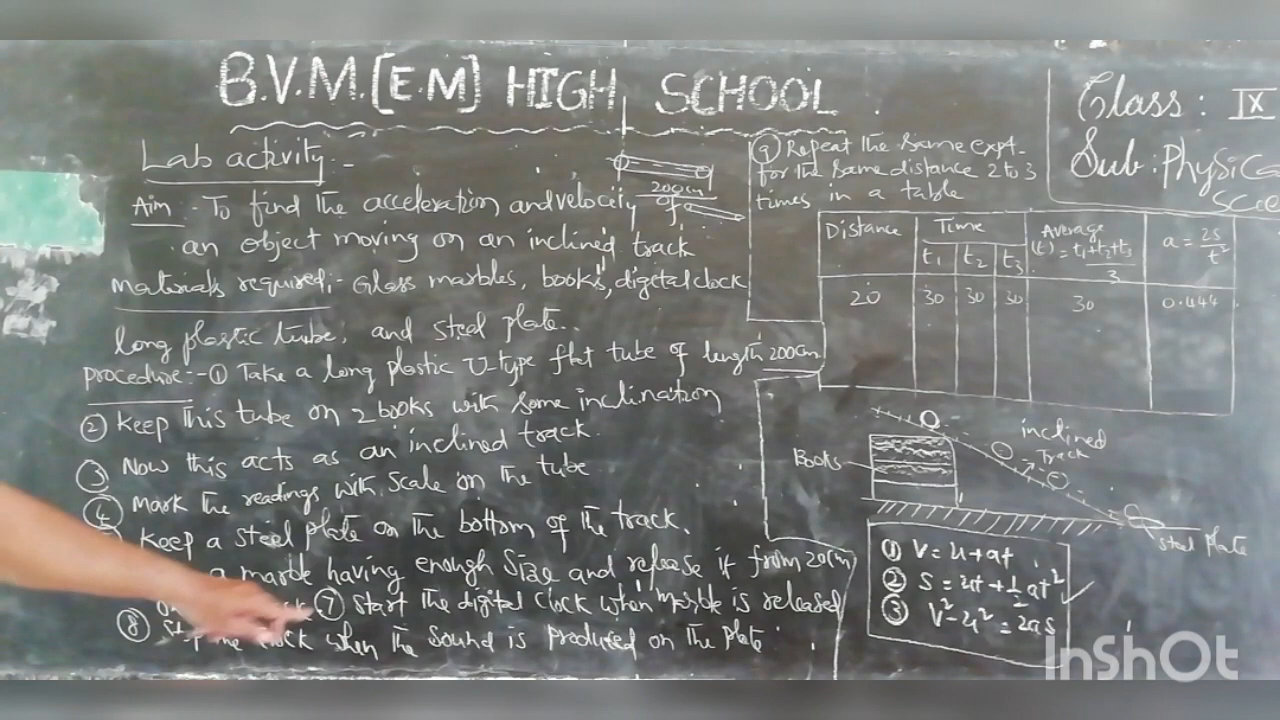 B.V.M.[E.M] HIGH SCHOOL
Class: IX
Sub: Physica
Scie
Lab activity:-
200cm
Aim:- To find the acceleration and velocity of
an object moving on an inclined track
Materials required:- Glass marbles, books, digital clock
long plastic tube, and steel plate..
procedure:- ① Take a long plastic U-type flat tube of length 200cm
② Keep This tube on 2 books with some inclination
③ Now this acts as an inclined track.
④ Mark The readings with scale on The tube
Keep a steel plate on The bottom of the track.
a marble having enough size and release it from 20cm
⑦ Start The digital clock when marble is released
⑧ clock when the sound is produced on the plate
⑨ Repeat The same expt.
for the same distance 2 to 3
times in a table
Distance Time Average a = 2s/t²
t1 t2 t3 (t) = t1+t2+t3/3
20 30 30 30 30 0.444
Books
inclined
Track
steel plate
① V = u+at
② S = ut+½at²
③ V²-u² = 2as
InShOt